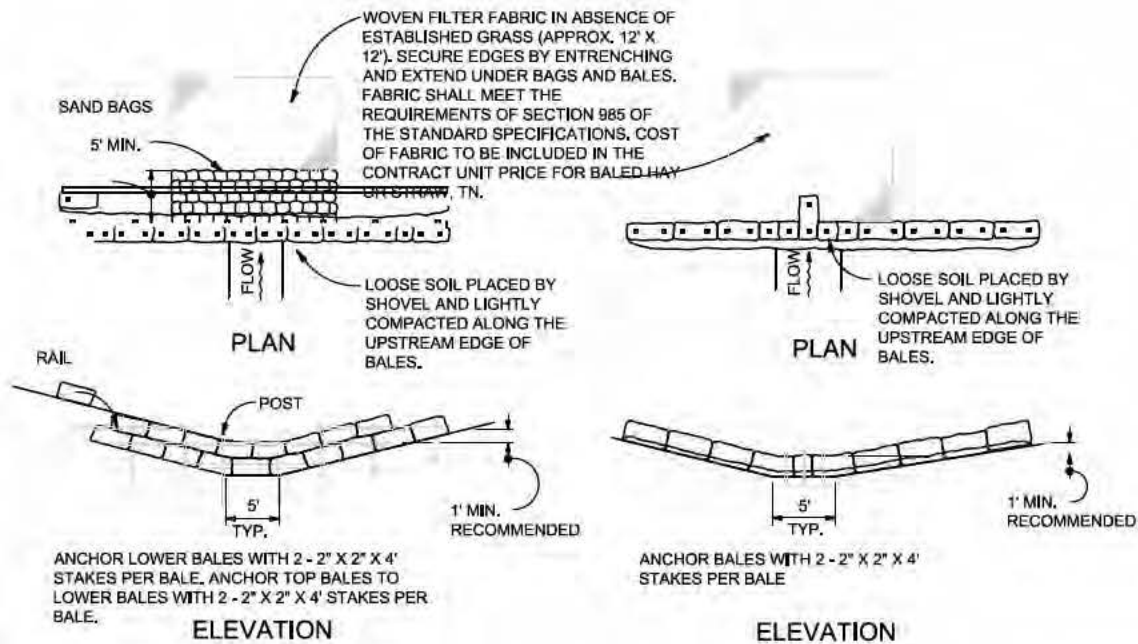 WOVEN FILTER FABRIC IN ABSENCE OF
ESTABLISHED GRASS (APPROX. 12' X
12'). SECURE EDGES BY ENTRENCHING
AND EXTEND UNDER BAGS AND BALES.
FABRIC SHALL MEET THE
REQUIREMENTS OF SECTION 985 OF
THE STANDARD SPECIFICATIONS. COST
OF FABRIC TO BE INCLUDED IN THE
CONTRACT UNIT PRICE FOR BALED HAY
OR STRAW, TN.
SAND BAGS
5' MIN.
FLOW
LOOSE SOIL PLACED BY
SHOVEL AND LIGHTLY
COMPACTED ALONG THE
UPSTREAM EDGE OF
BALES.
PLAN
FLOW
LOOSE SOIL PLACED BY
SHOVEL AND LIGHTLY
COMPACTED ALONG THE
UPSTREAM EDGE OF
BALES.
PLAN
RAIL
POST
5'
TYP.
1' MIN.
RECOMMENDED
ANCHOR LOWER BALES WITH 2 - 2" X 2" X 4'
STAKES PER BALE. ANCHOR TOP BALES TO
LOWER BALES WITH 2 - 2" X 2" X 4' STAKES PER
BALE.
ELEVATION
5'
TYP.
1' MIN.
RECOMMENDED
ANCHOR BALES WITH 2 - 2" X 2" X 4'
STAKES PER BALE
ELEVATION